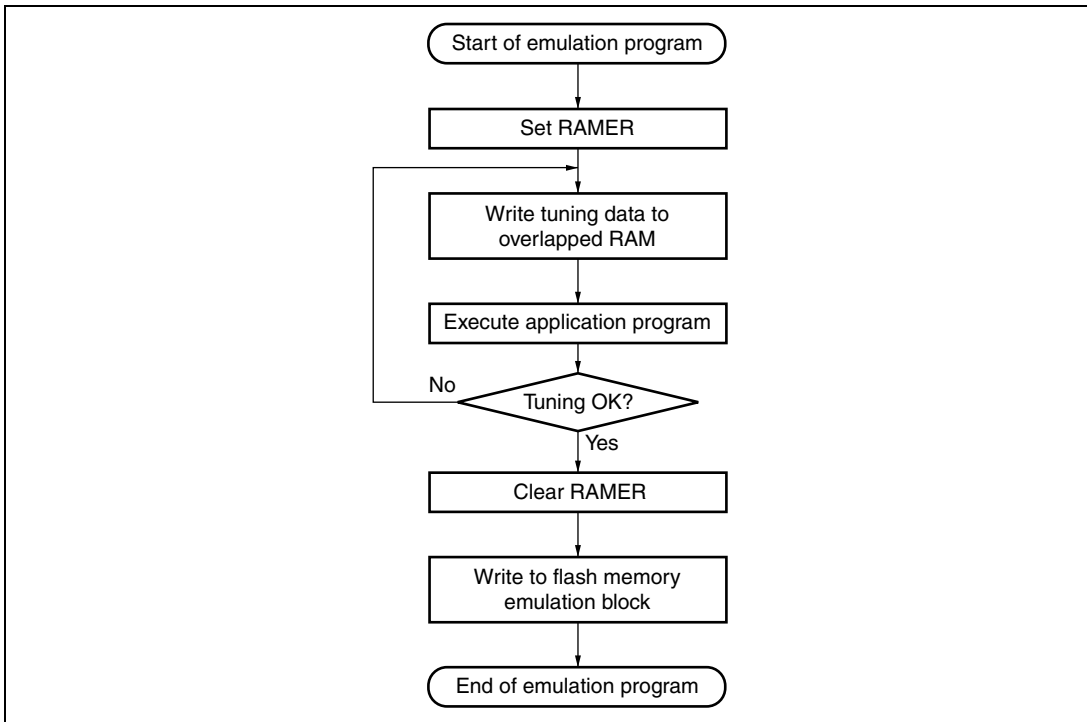 Start of emulation program
Set RAMER
Write tuning data to
overlapped RAM
Execute application program
No
Tuning OK?
Yes
Clear RAMER
Write to flash memory
emulation block
End of emulation program